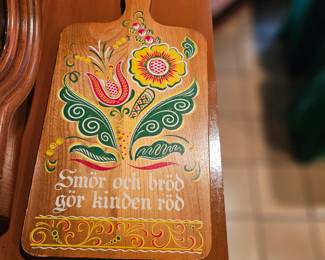 Smör och bröd
gör kinden röd